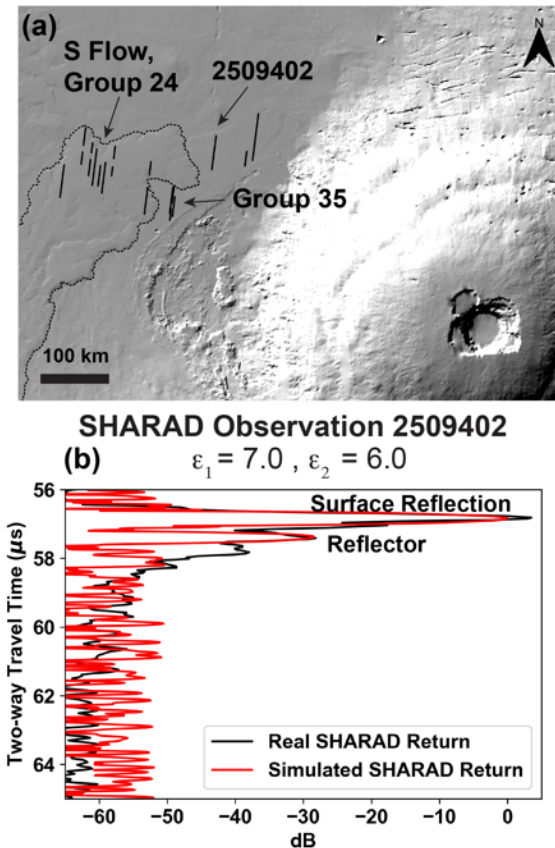 (a)
N
S Flow,
Group 24
2509402
Group 35
100 km
SHARAD Observation 2509402
(b) ε1 = 7.0 , ε2 = 6.0
56
Surface Reflection
Reflector
58
60
62
64
Two-way Travel Time (μs)
Real SHARAD Return
Simulated SHARAD Return
−60 −50 −40 −30 −20 −10 0
dB